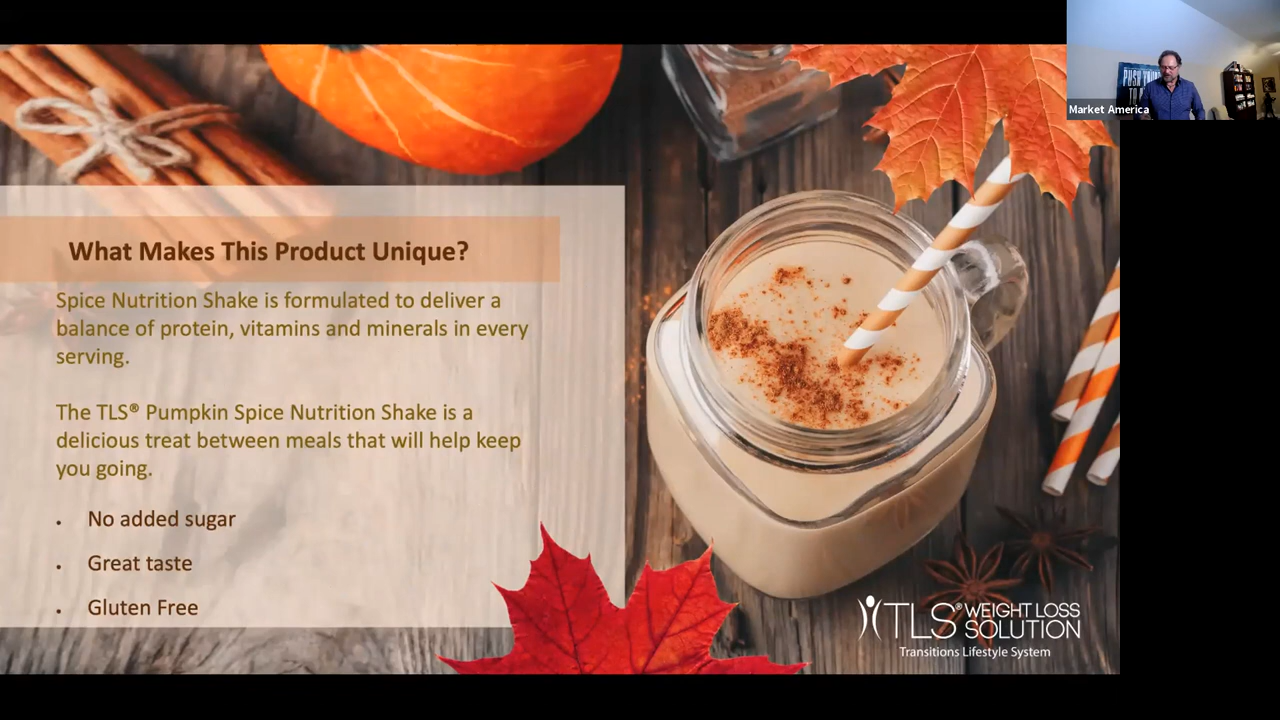 PUSH
TO
Market America
What Makes This Product Unique?
Spice Nutrition Shake is formulated to deliver a
balance of protein, vitamins and minerals in every
serving.
The TLS® Pumpkin Spice Nutrition Shake is a
delicious treat between meals that will help keep
you going.
• No added sugar
• Great taste
• Gluten Free
TLS® WEIGHT LOSS
SOLUTION
Transitions Lifestyle System